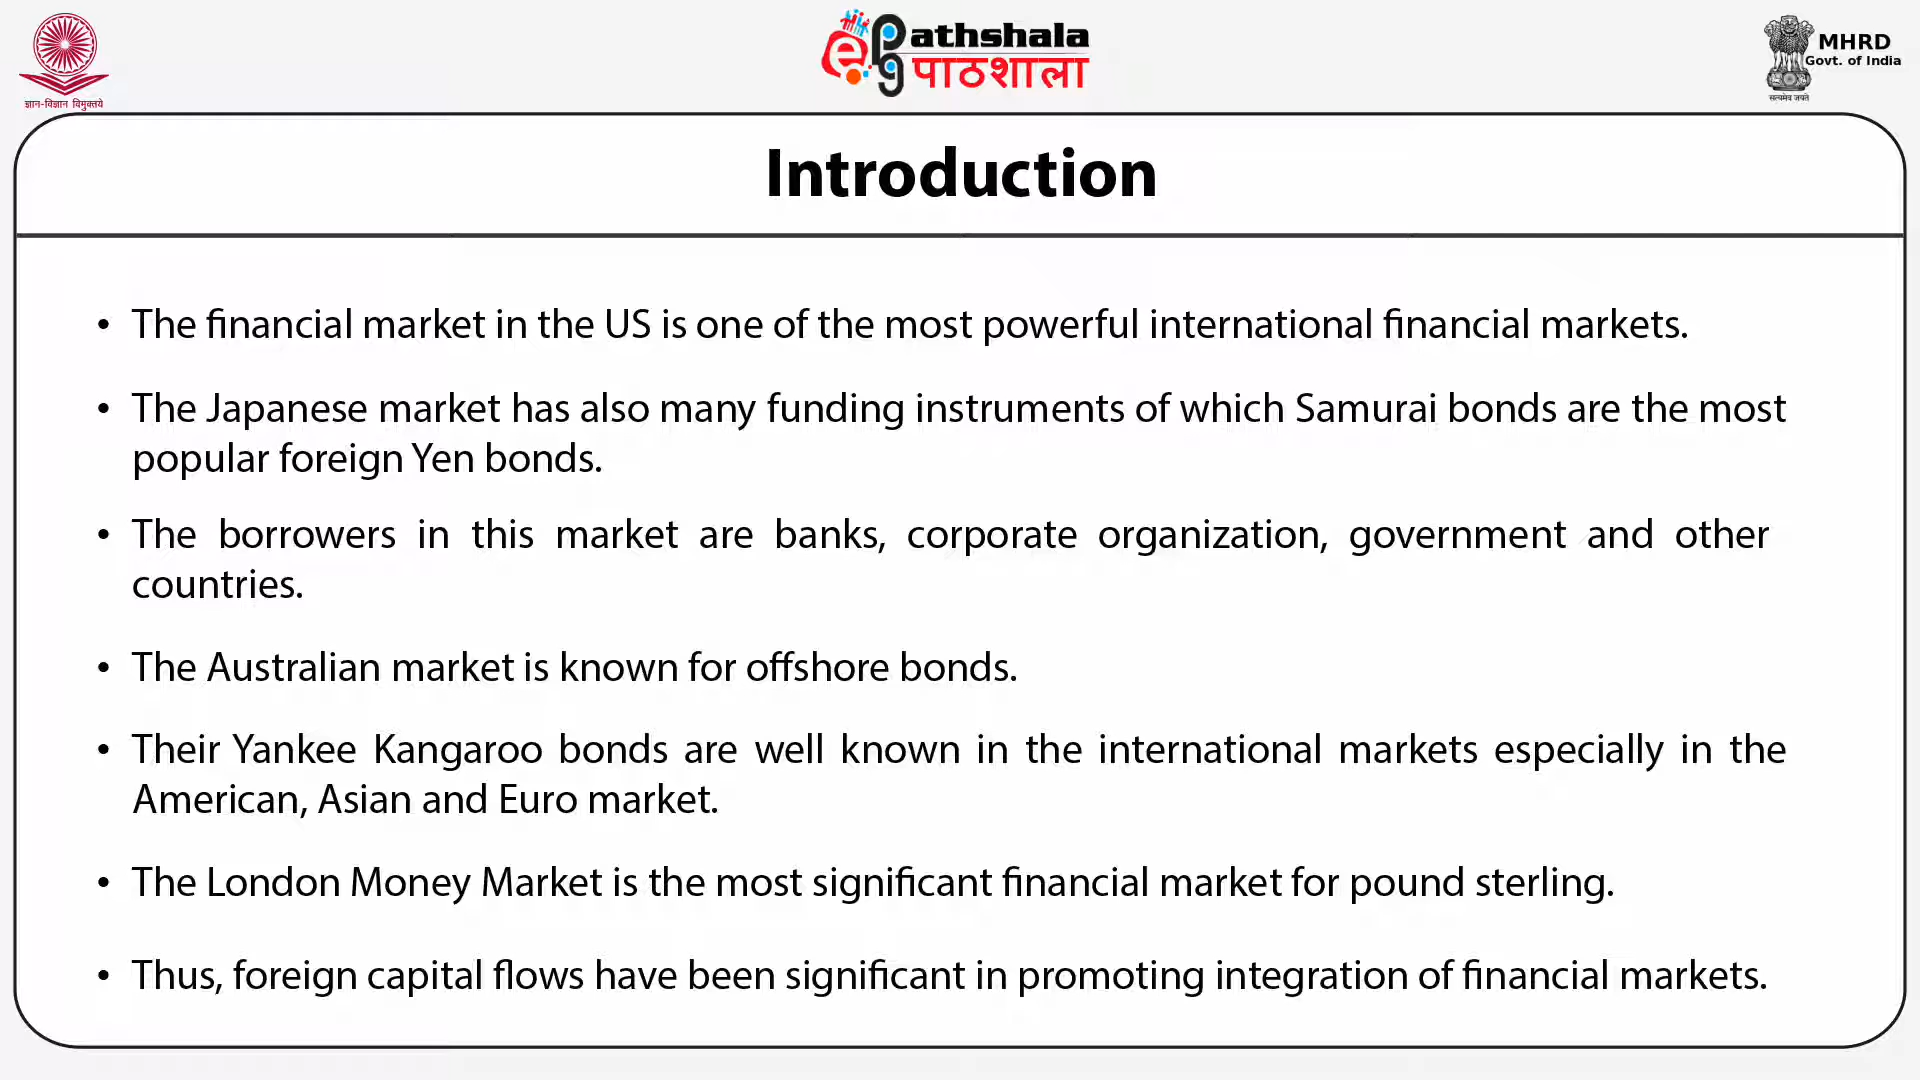 ज्ञान-विज्ञान विमुक्तये
ePathshala
पाठशाला
MHRD
Govt. of India
सत्यमेव जयते
Introduction
• The financial market in the US is one of the most powerful international financial markets.
• The Japanese market has also many funding instruments of which Samurai bonds are the most
popular foreign Yen bonds.
• The borrowers in this market are banks, corporate organization, government and other
countries.
• The Australian market is known for offshore bonds.
• Their Yankee Kangaroo bonds are well known in the international markets especially in the
American, Asian and Euro market.
• The London Money Market is the most significant financial market for pound sterling.
• Thus, foreign capital flows have been significant in promoting integration of financial markets.